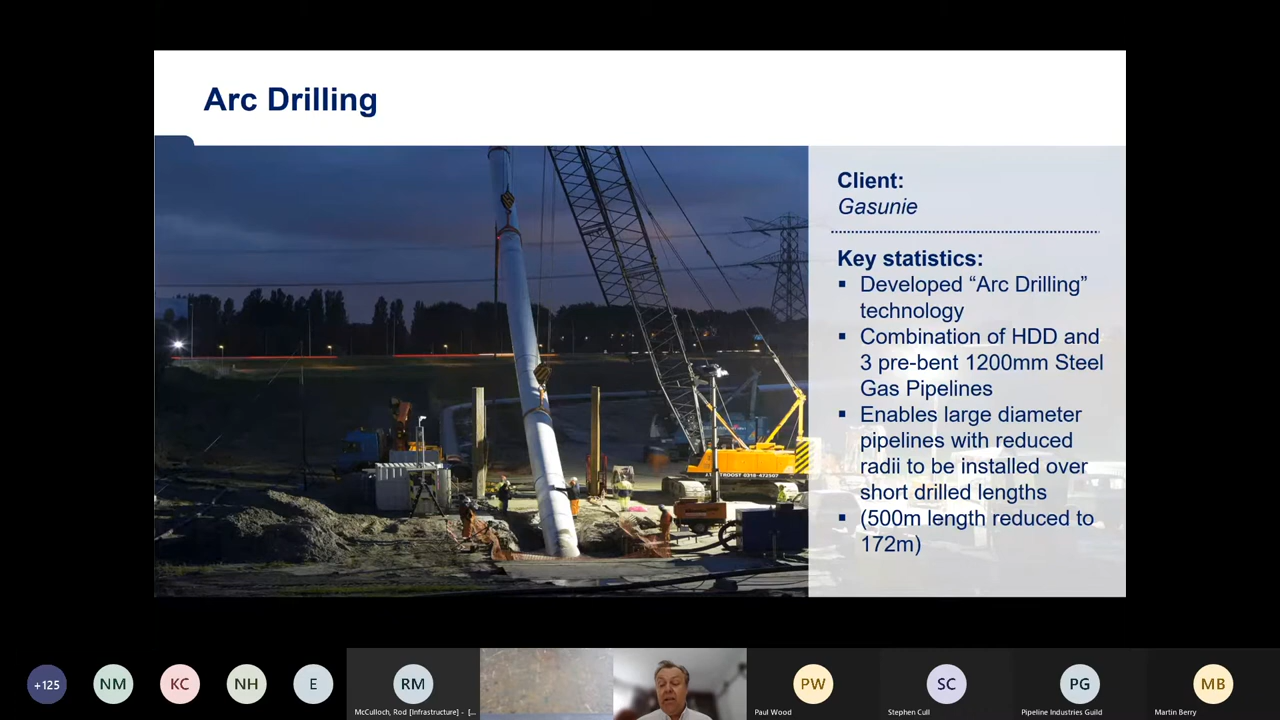 Arc Drilling
Client:
Gasunie
Key statistics:
▪ Developed “Arc Drilling”
technology
▪ Combination of HDD and
3 pre-bent 1200mm Steel
Gas Pipelines
▪ Enables large diameter
pipelines with reduced
radii to be installed over
short drilled lengths
▪ (500m length reduced to
172m)
+125
NM
KC
NH
E
RM
McCulloch, Rod [Infrastructure] - [...
PW
Paul Wood
SC
Stephen Cull
PG
Pipeline Industries Guild
MB
Martin Berry